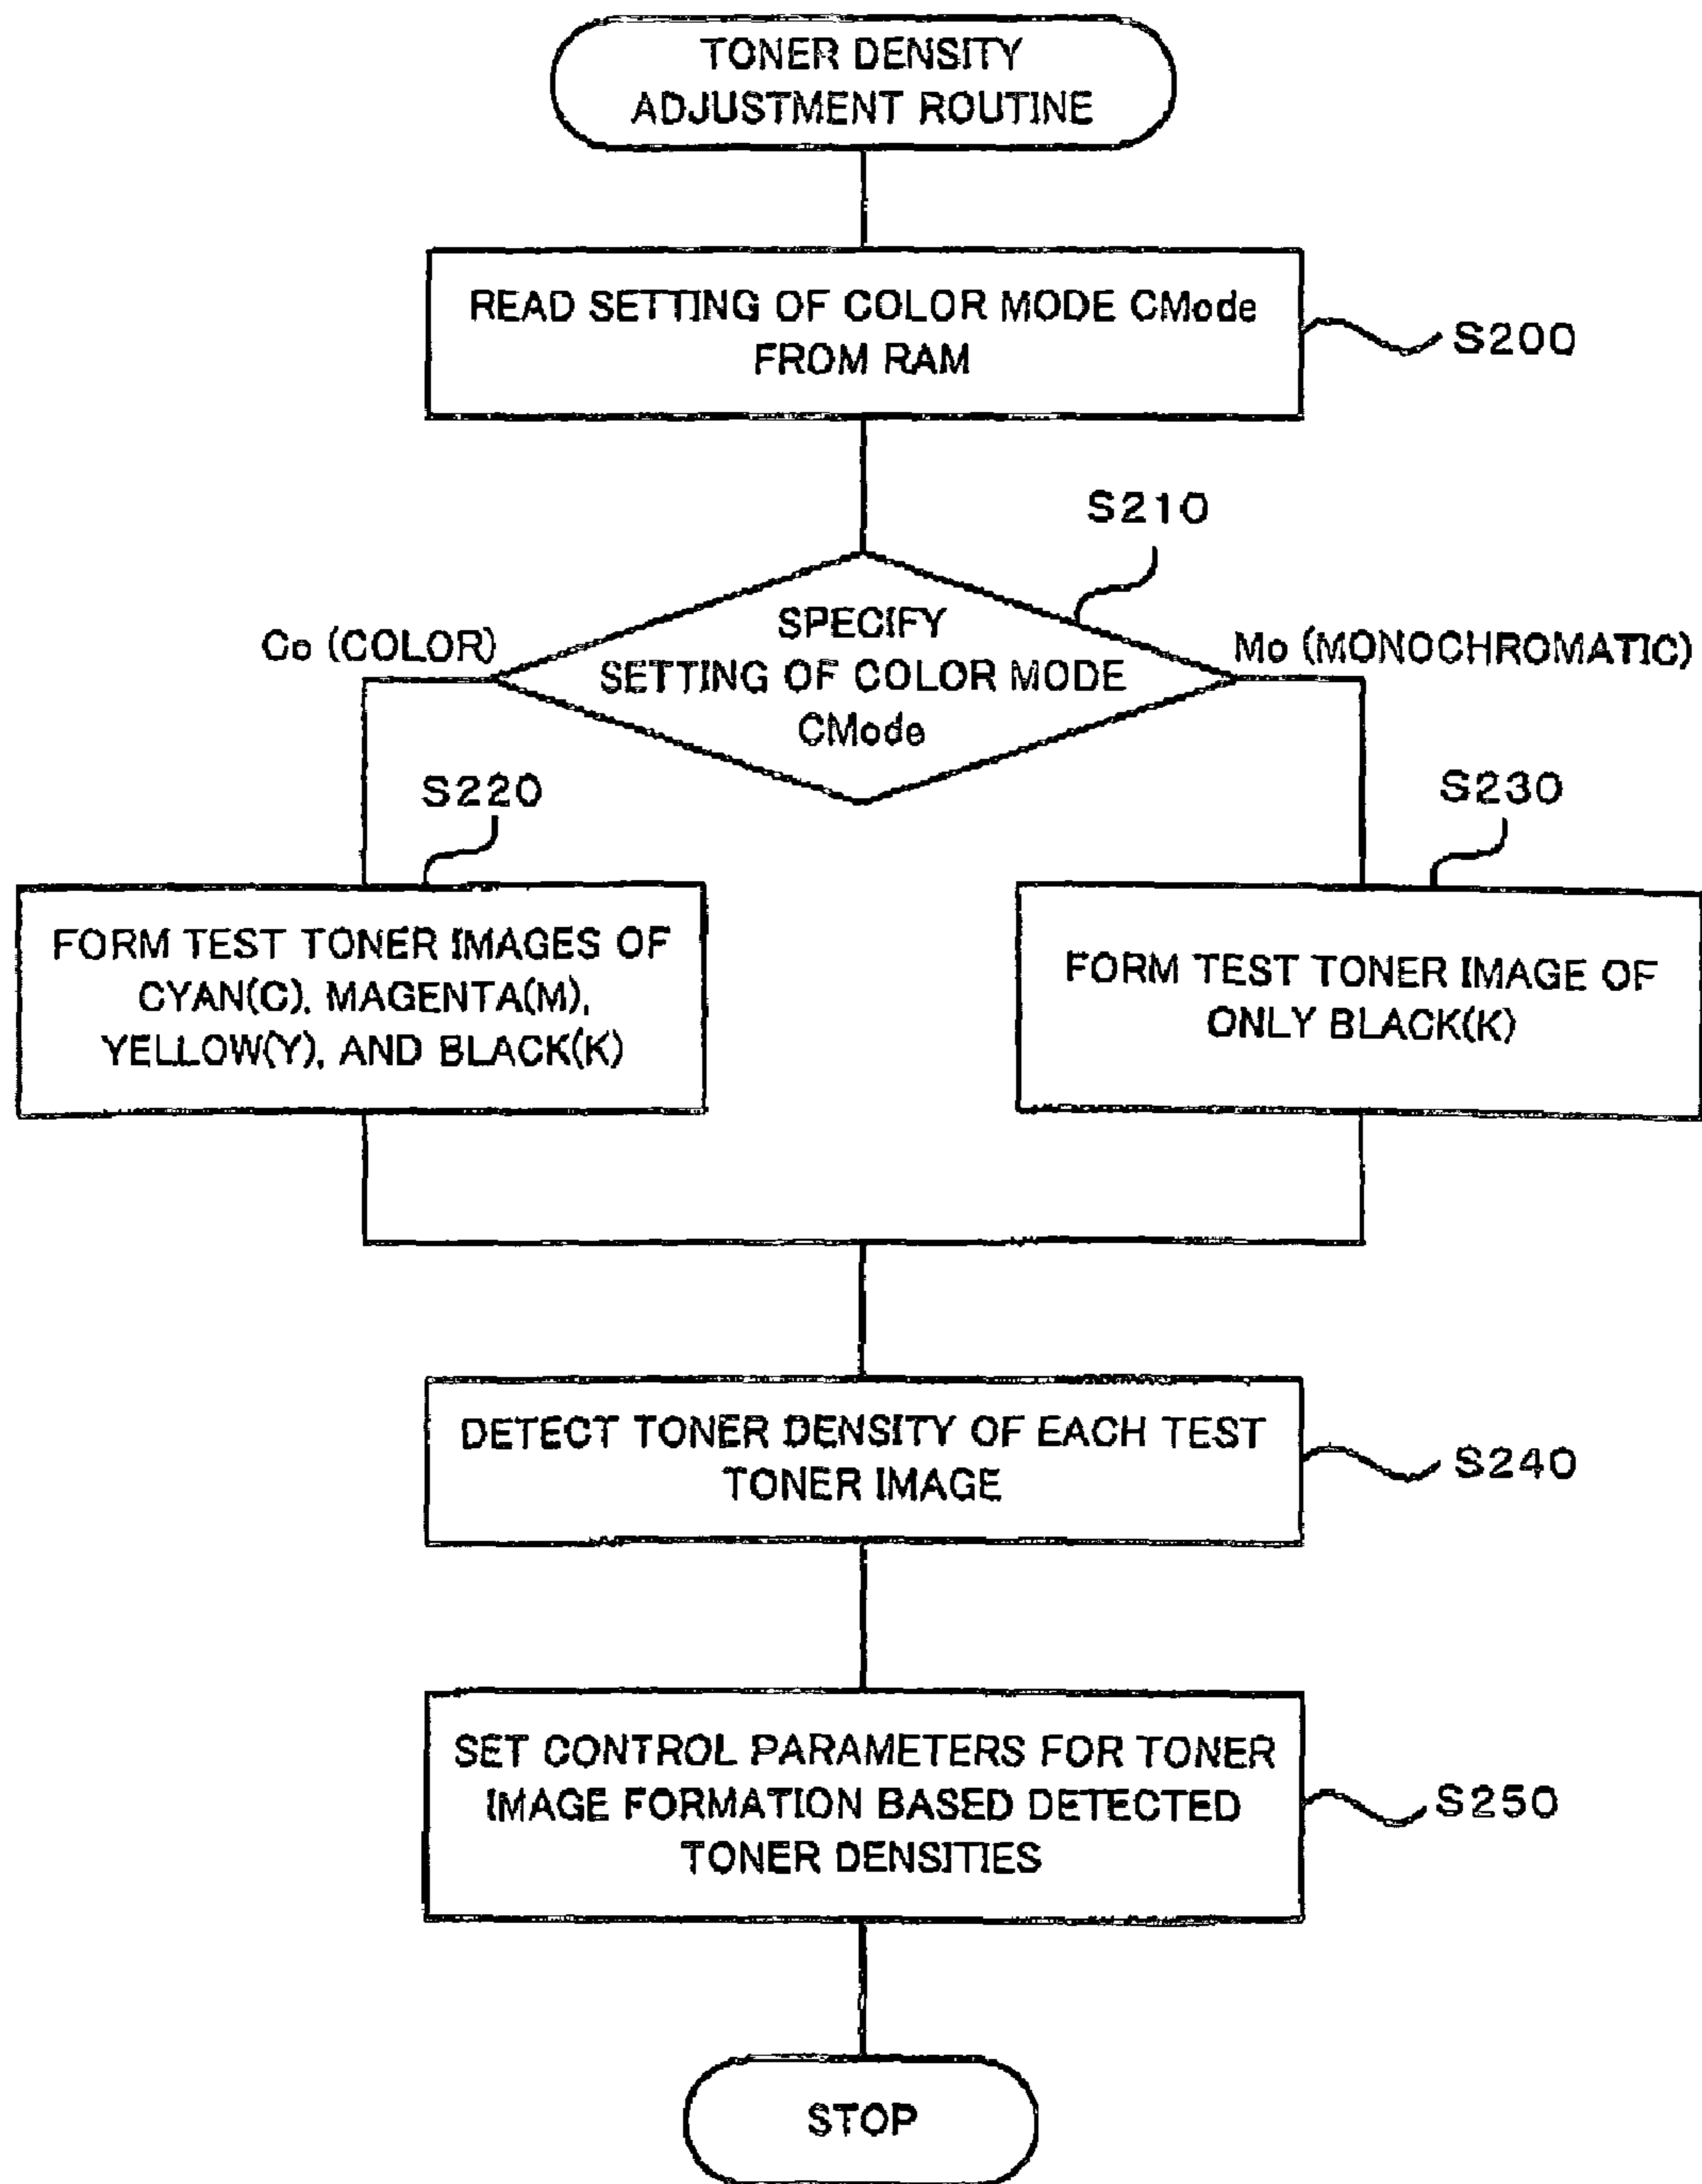 TONER DENSITY
ADJUSTMENT ROUTINE
READ SETTING OF COLOR MODE CMode
FROM RAM
S200
S210
SPECIFY
SETTING OF COLOR MODE
CMode
Co (COLOR)
Mo (MONOCHROMATIC)
S220
S230
FORM TEST TONER IMAGES OF
CYAN(C), MAGENTA(M),
YELLOW(Y), AND BLACK(K)
FORM TEST TONER IMAGE OF
ONLY BLACK(K)
DETECT TONER DENSITY OF EACH TEST
TONER IMAGE
S240
SET CONTROL PARAMETERS FOR TONER
IMAGE FORMATION BASED DETECTED
TONER DENSITIES
S250
STOP